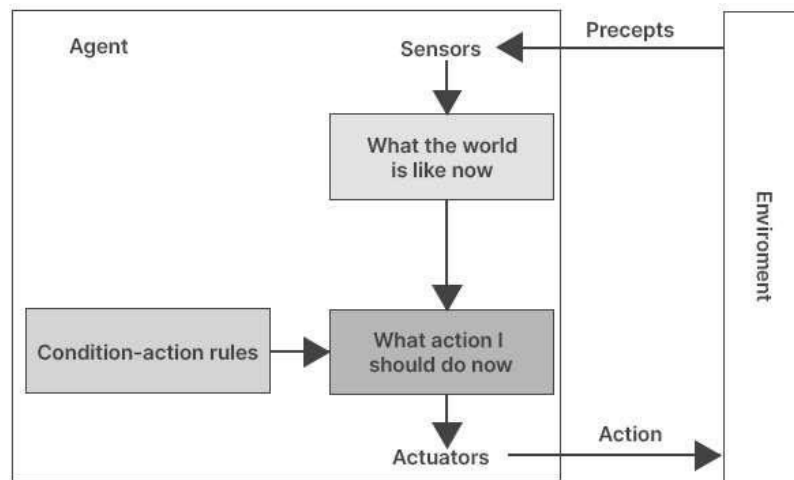 Agent
Sensors
Precepts
What the world
is like now
Enviroment
Condition-action rules
What action I
should do now
Actuators
Action